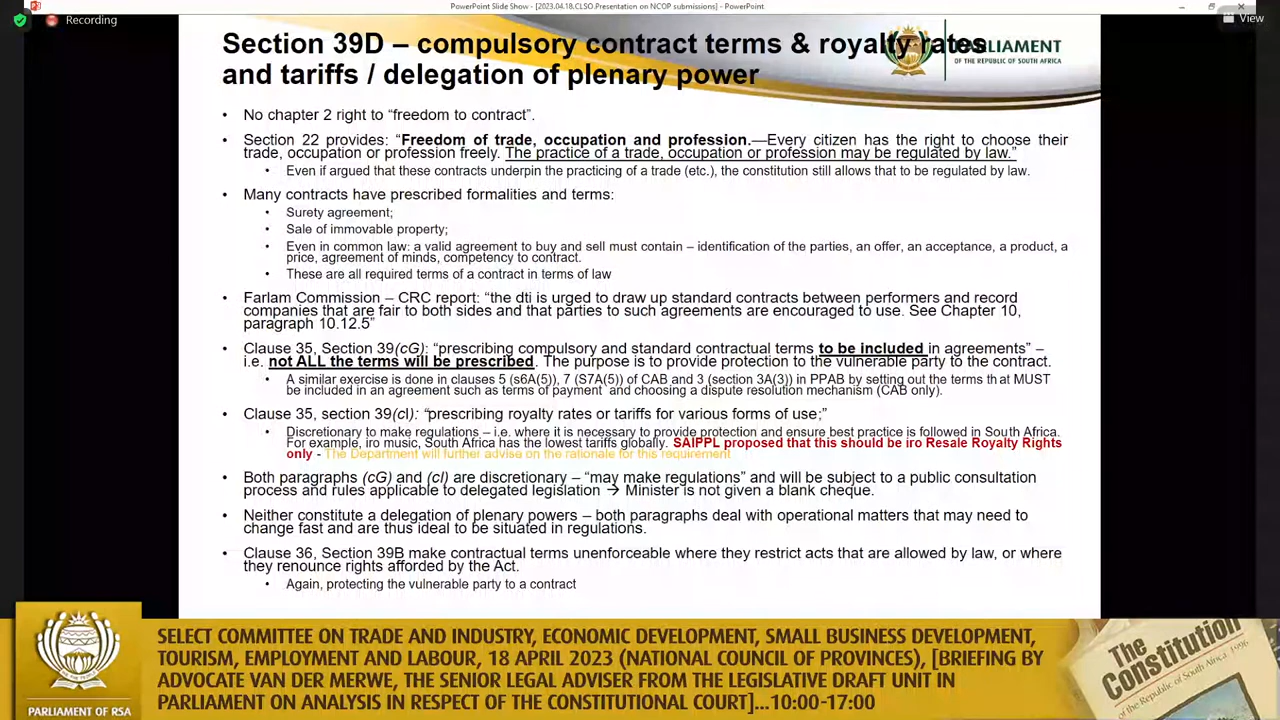 PowerPoint Slide Show - [2023.04.18.CLSO.Presentation on NCOP submissions] - PowerPoint
Recording
View
Section 39D – compulsory contract terms & royalty rates
and tariffs / delegation of plenary power
PARLIAMENT
OF THE REPUBLIC OF SOUTH AFRICA
• No chapter 2 right to “freedom to contract”.
• Section 22 provides: “Freedom of trade, occupation and profession.—Every citizen has the right to choose their
trade, occupation or profession freely. The practice of a trade, occupation or profession may be regulated by law.”
• Even if argued that these contracts underpin the practicing of a trade (etc.), the constitution still allows that to be regulated by law.
• Many contracts have prescribed formalities and terms:
• Surety agreement;
• Sale of immovable property;
• Even in common law: a valid agreement to buy and sell must contain – identification of the parties, an offer, an acceptance, a product, a
price, agreement of minds, competency to contract.
• These are all required terms of a contract in terms of law
• Farlam Commission – CRC report: “the dti is urged to draw up standard contracts between performers and record
companies that are fair to both sides and that parties to such agreements are encouraged to use. See Chapter 10,
paragraph 10.12.5”
• Clause 35, Section 39(cG): “prescribing compulsory and standard contractual terms to be included in agreements” –
i.e. not ALL the terms will be prescribed. The purpose is to provide protection to the vulnerable party to the contract.
• A similar exercise is done in clauses 5 (s6A(5)), 7 (S7A(5)) of CAB and 3 (section 3A(3)) in PPAB by setting out the terms that MUST
be included in an agreement such as terms of payment and choosing a dispute resolution mechanism (CAB only).
• Clause 35, section 39(cI): “prescribing royalty rates or tariffs for various forms of use;”
• Discretionary to make regulations – i.e. where it is necessary to provide protection and ensure best practice is followed in South Africa.
For example, iro music, South Africa has the lowest tariffs globally. SAIPPL proposed that this should be iro Resale Royalty Rights
only - The Department will further advise on the rationale for this requirement
• Both paragraphs (cG) and (cI) are discretionary – “may make regulations” and will be subject to a public consultation
process and rules applicable to delegated legislation → Minister is not given a blank cheque.
• Neither constitute a delegation of plenary powers – both paragraphs deal with operational matters that may need to
change fast and are thus ideal to be situated in regulations.
• Clause 36, Section 39B make contractual terms unenforceable where they restrict acts that are allowed by law, or where
they renounce rights afforded by the Act.
• Again, protecting the vulnerable party to a contract
SELECT COMMITTEE ON TRADE AND INDUSTRY, ECONOMIC DEVELOPMENT, SMALL BUSINESS DEVELOPMENT,
TOURISM, EMPLOYMENT AND LABOUR, 18 APRIL 2023 (NATIONAL COUNCIL OF PROVINCES), [BRIEFING BY
ADVOCATE VAN DER MERWE, THE SENIOR LEGAL ADVISER FROM THE LEGISLATIVE DRAFT UNIT IN
PARLIAMENT ON ANALYSIS IN RESPECT OF THE CONSTITUTIONAL COURT]...10:00-17:00
PARLIAMENT OF RSA
The
Constitution
of the Republic of South Africa, 1996